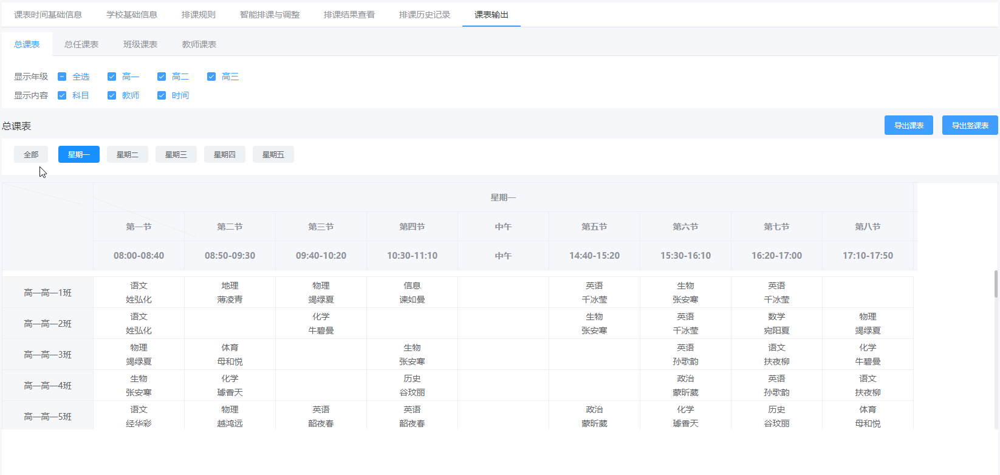 课表时间基础信息 学校基础信息 排课规则 智能排课与调整 排课结果查看 排课历史记录 课表输出
总课表 总任课表 班级课表 教师课表
显示年级 全选 高一 高二 高三
显示内容 科目 教师 时间
总课表 导出课表 导出竖课表
全部 星期一 星期二 星期三 星期四 星期五
星期一
第一节 第二节 第三节 第四节 中午 第五节 第六节 第七节 第八节
08:00-08:40 08:50-09:30 09:40-10:20 10:30-11:10 中午 14:40-15:20 15:30-16:10 16:20-17:00 17:10-17:50
高一高一1班
语文 地理 物理 信息 英语 生物 英语
姓弘化 薄凌青 竭绿夏 谏如曼 千冰莹 张安寒 千冰莹
高一高一2班
语文 化学 生物 英语 数学 物理
姓弘化 牛碧曼 张安寒 千冰莹 宛阳夏 竭绿夏
高一高一3班
物理 体育 生物 英语 语文 化学
竭绿夏 母和悦 张安寒 孙歌韵 扶夜柳 牛碧曼
高一高一4班
生物 化学 历史 政治 英语 语文
张安寒 璩香天 谷玟丽 蒙昕葳 孙歌韵 扶夜柳
高一高一5班
语文 物理 英语 英语 政治 化学 历史 体育
经华彩 越鸿远 韶夜春 韶夜春 蒙昕葳 璩香天 谷玟丽 母和悦